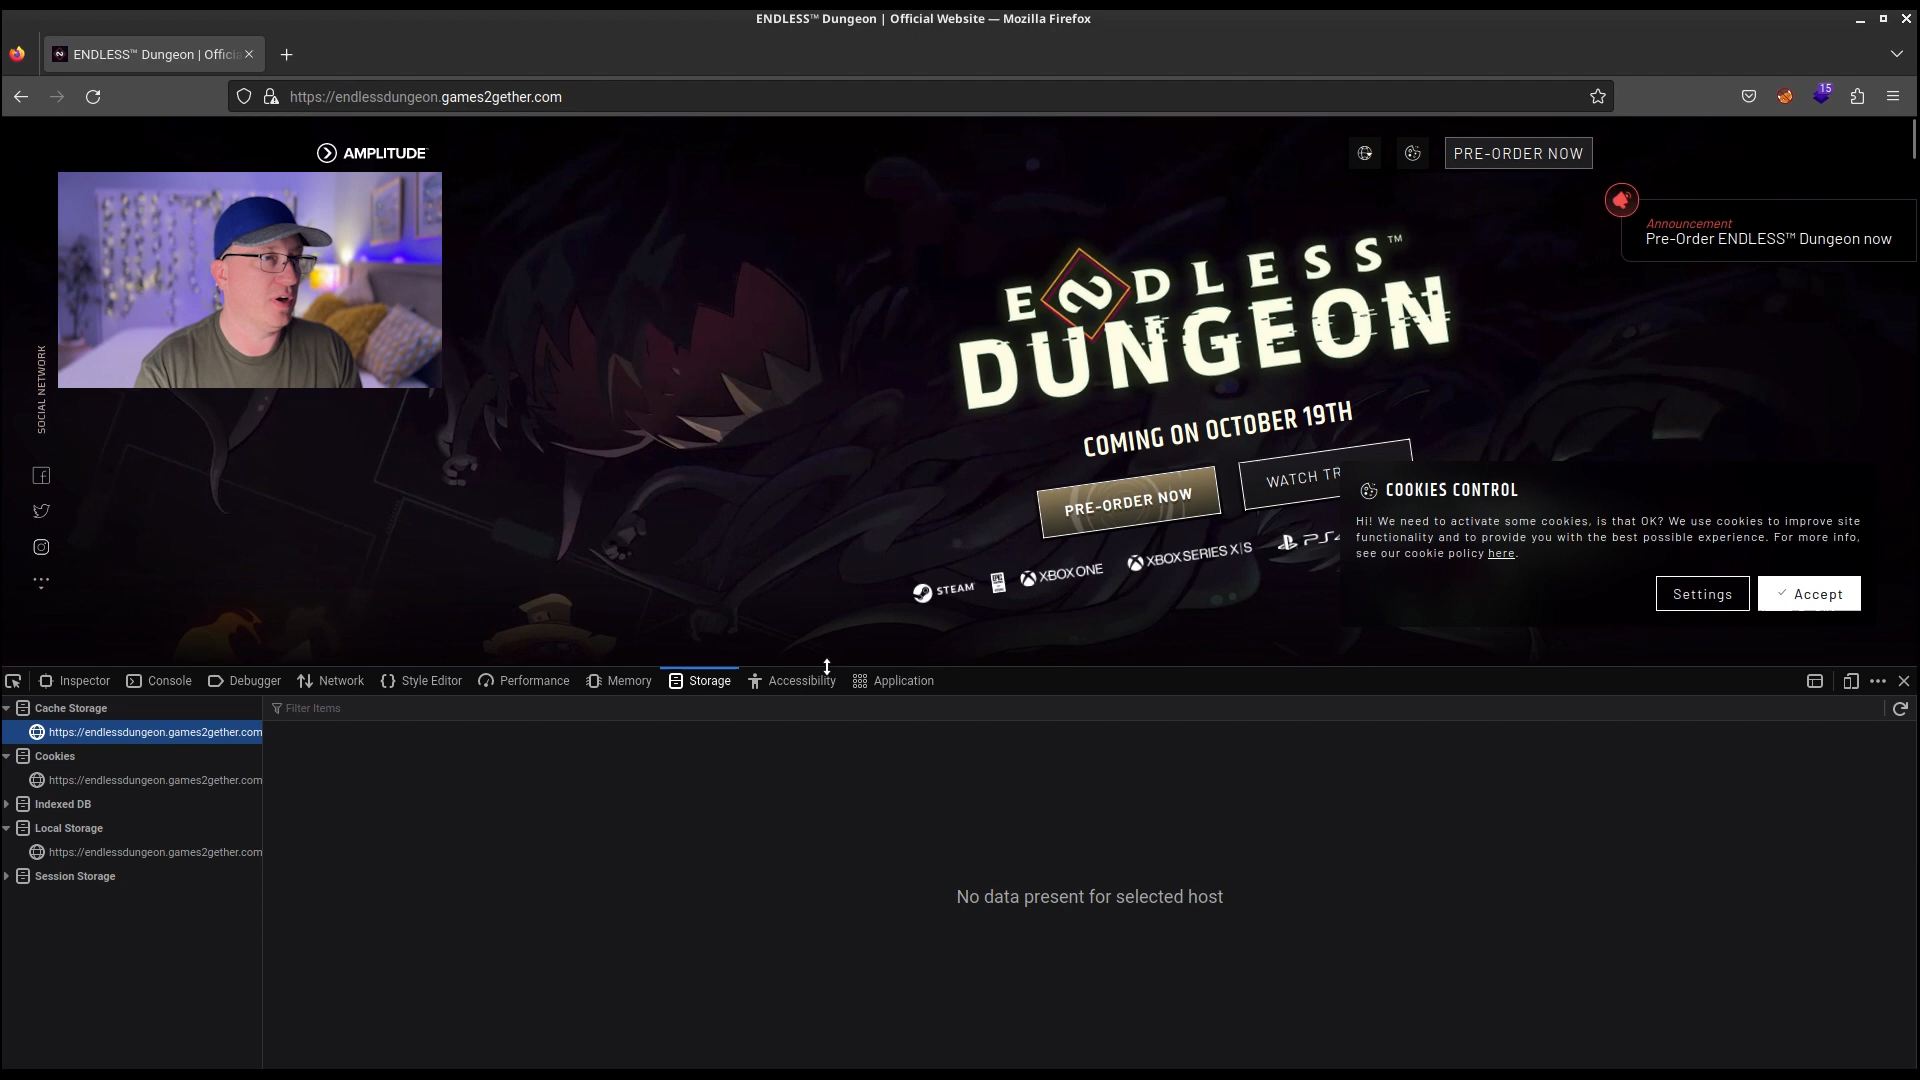 ENDLESS™ Dungeon | Official Website — Mozilla Firefox
ENDLESS™ Dungeon | Officia
https://endlessdungeon.games2gether.com
15
AMPLITUDE
PRE-ORDER NOW
Announcement
Pre-Order ENDLESS™ Dungeon now
ENDLESS™
DUNGEON
COMING ON OCTOBER 19TH
PRE-ORDER NOW
WATCH TR
STEAM
XBOX ONE
XBOX SERIES X|S
PS4
SOCIAL NETWORK
COOKIES CONTROL
Hi! We need to activate some cookies, is that OK? We use cookies to improve site
functionality and to provide you with the best possible experience. For more info,
see our cookie policy here.
Settings
Accept
Inspector
Console
Debugger
Network
Style Editor
Performance
Memory
Storage
Accessibility
Application
Cache Storage
https://endlessdungeon.games2gether.com
Cookies
https://endlessdungeon.games2gether.com
Indexed DB
Local Storage
https://endlessdungeon.games2gether.com
Session Storage
Filter Items
No data present for selected host